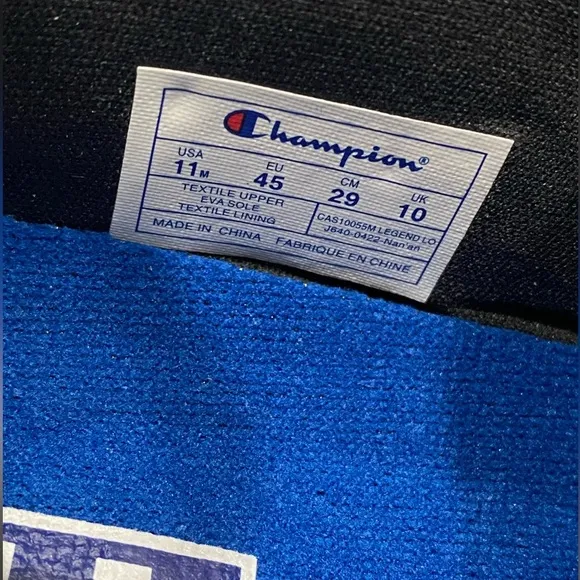 Champion®
USA EU CM UK
11M 45 29 10
TEXTILE UPPER
EVA SOLE
TEXTILE LINING
CAS10055M LEGEND LO
J640-0422-Nan'an
MADE IN CHINA FABRIQUE EN CHINE